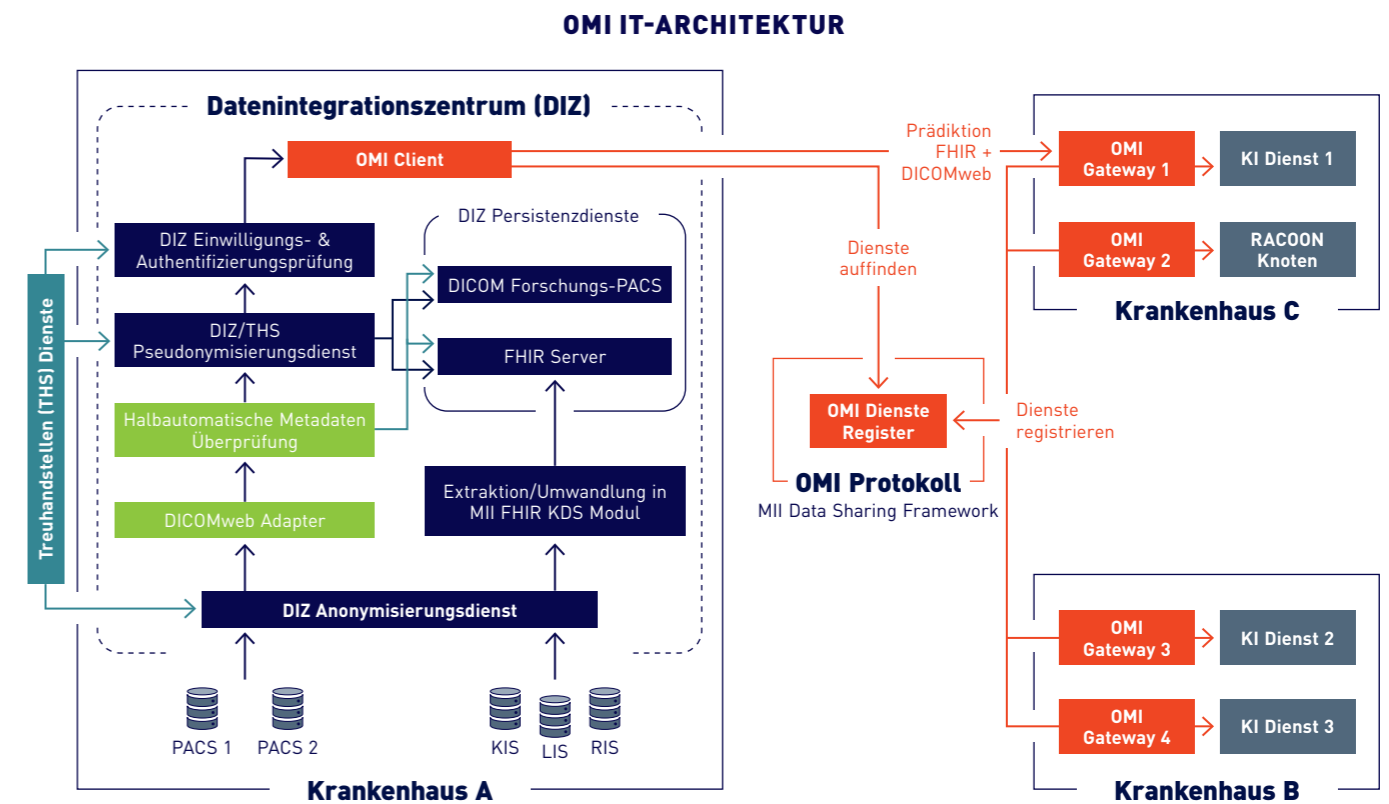 OMI IT-ARCHITEKTUR
Datenintegrationszentrum (DIZ)
OMI Client
DIZ Einwilligungs- &
Authentifizierungsprüfung
DIZ Persistenzdienste
DICOM Forschungs-PACS
DIZ/THS
Pseudonymisierungsdienst
FHIR Server
Treuhandstellen (THS) Dienste
Halbautomatische Metadaten
Überprüfung
DICOMweb Adapter
Extraktion/Umwandlung in
MII FHIR KDS Modul
DIZ Anonymisierungsdienst
PACS 1
PACS 2
KIS
LIS
RIS
Krankenhaus A
Prädiktion
FHIR +
DICOMweb
Dienste
auffinden
OMI Dienste
Register
Dienste
registrieren
OMI Protokoll
MII Data Sharing Framework
OMI
Gateway 1
KI Dienst 1
OMI
Gateway 2
RACOON
Knoten
Krankenhaus C
OMI
Gateway 3
KI Dienst 2
OMI
Gateway 4
KI Dienst 3
Krankenhaus B